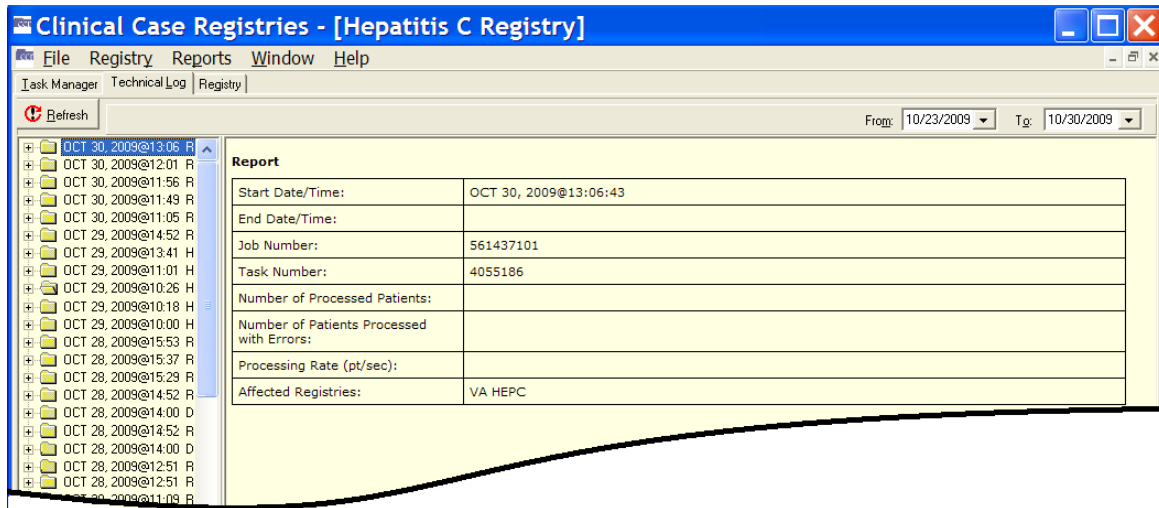 Clinical Case Registries - [Hepatitis C Registry]
File Registry Reports Window Help
Task Manager Technical Log Registry
Refresh
From: 10/23/2009 To: 10/30/2009
OCT 30, 2009@13:06 R
OCT 30, 2009@12:01 R
OCT 30, 2009@11:56 R
OCT 30, 2009@11:49 R
OCT 30, 2009@11:05 R
OCT 29, 2009@14:52 R
OCT 29, 2009@13:41 H
OCT 29, 2009@11:01 H
OCT 29, 2009@10:26 H
OCT 29, 2009@10:18 H
OCT 29, 2009@10:00 H
OCT 28, 2009@15:53 R
OCT 28, 2009@15:37 R
OCT 28, 2009@15:29 R
OCT 28, 2009@14:52 R
OCT 28, 2009@14:00 D
OCT 28, 2009@14:52 R
OCT 28, 2009@14:00 D
OCT 28, 2009@12:51 R
OCT 28, 2009@12:51 R
2009@11:09 R
Report
Start Date/Time: OCT 30, 2009@13:06:43
End Date/Time:
Job Number: 561437101
Task Number: 4055186
Number of Processed Patients:
Number of Patients Processed
with Errors:
Processing Rate (pt/sec):
Affected Registries: VA HEPC